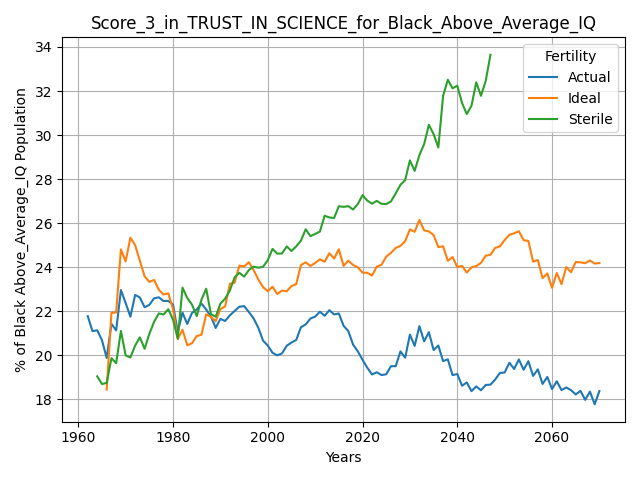 Score_3_in_TRUST_IN_SCIENCE_for_Black_Above_Average_IQ
% of Black Above_Average_IQ Population
34
32
30
28
26
24
22
20
18
Fertility
Actual
Ideal
Sterile
1960 1980 2000 2020 2040 2060
Years